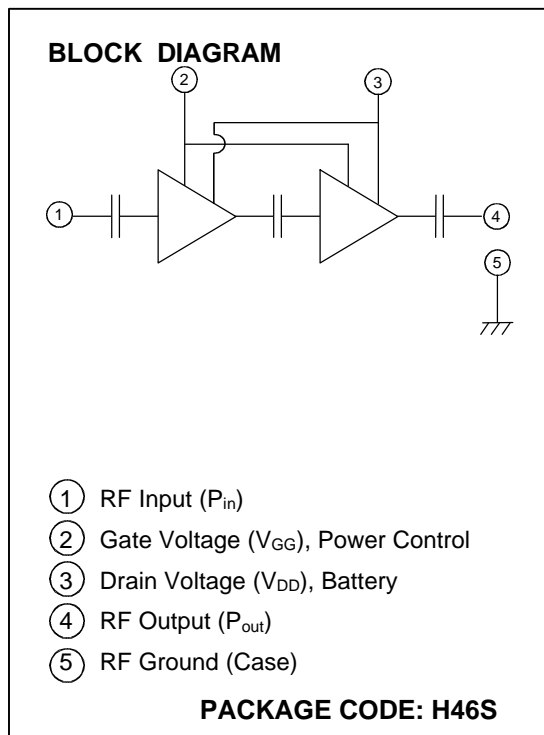 BLOCK DIAGRAM
2
3
1
4
5
1 RF Input (Pin)
2 Gate Voltage (VGG), Power Control
3 Drain Voltage (VDD), Battery
4 RF Output (Pout)
5 RF Ground (Case)
PACKAGE CODE: H46S